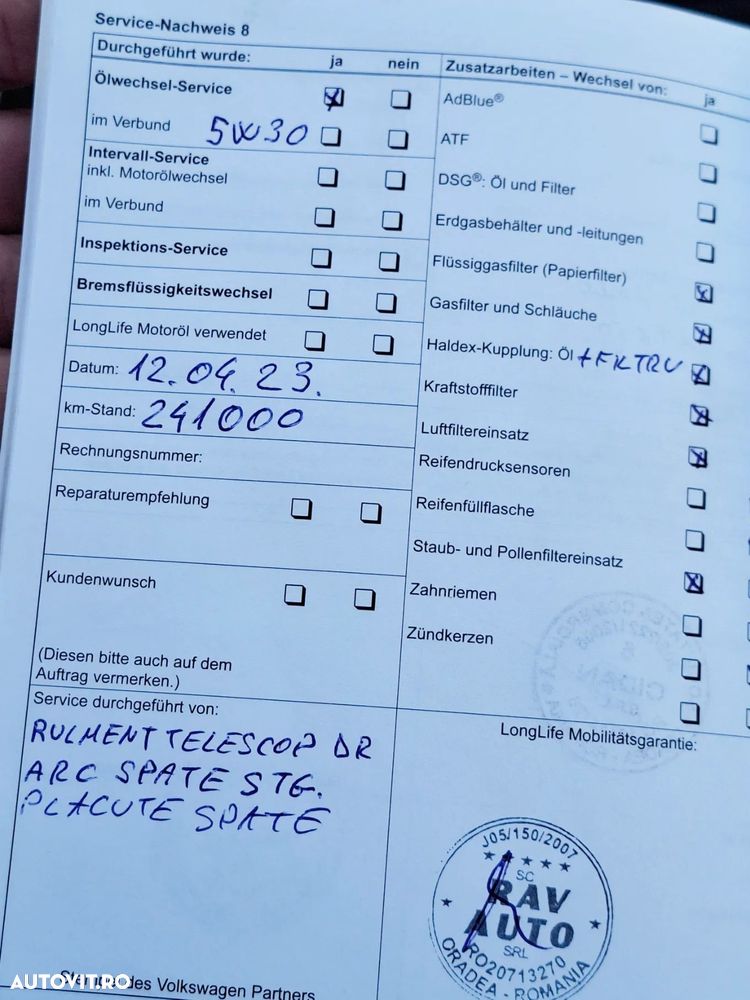 Service-Nachweis 8
Durchgeführt wurde: ja nein
Ölwechsel-Service
im Verbund 5W30
Intervall-Service
inkl. Motorölwechsel
im Verbund
Inspektions-Service
Bremsflüssigkeitswechsel
LongLife Motoröl verwendet
Datum: 12.04.23.
km-Stand: 241000
Rechnungsnummer:
Reparaturempfehlung
Kundenwunsch
(Diesen bitte auch auf dem
Auftrag vermerken.)
Zusatzarbeiten – Wechsel von: ja
AdBlue®
ATF
DSG®: Öl und Filter
Erdgasbehälter und -leitungen
Flüssiggasfilter (Papierfilter)
Gasfilter und Schläuche
Haldex-Kupplung: Öl + FILTRU
Kraftstofffilter
Luftfiltereinsatz
Reifendrucksensoren
Reifenfüllflasche
Staub- und Pollenfiltereinsatz
Zahnriemen
Zündkerzen
Service durchgeführt von:
RULMENT TELESCOP DR
ARC SPATE STG.
PLACUTE SPATE
des Volkswagen Partners
LongLife Mobilitätsgarantie:
J05/150/2007
SC
RAV
AUTO
SRL
RO20713270
ORADEA - ROMANIA
AUTOVIT.RO